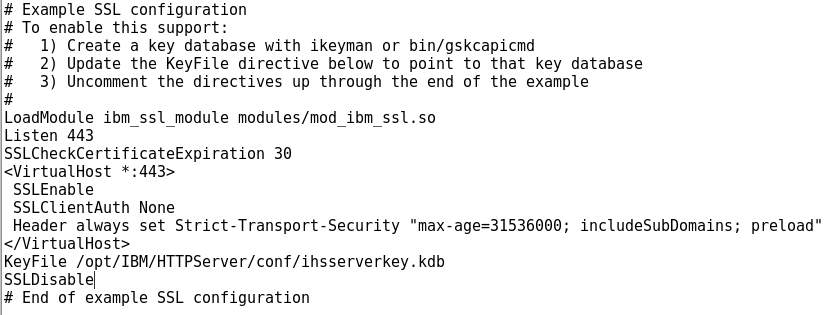 # Example SSL configuration
# To enable this support:
#   1) Create a key database with ikeyman or bin/gskcapicmd
#   2) Update the KeyFile directive below to point to that key database
#   3) Uncomment the directives up through the end of the example
#
LoadModule ibm_ssl_module modules/mod_ibm_ssl.so
Listen 443
SSLCheckCertificateExpiration 30
<VirtualHost *:443>
 SSLEnable
 SSLClientAuth None
 Header always set Strict-Transport-Security "max-age=31536000; includeSubDomains; preload"
</VirtualHost>
KeyFile /opt/IBM/HTTPServer/conf/ihsserverkey.kdb
SSLDisable
# End of example SSL configuration